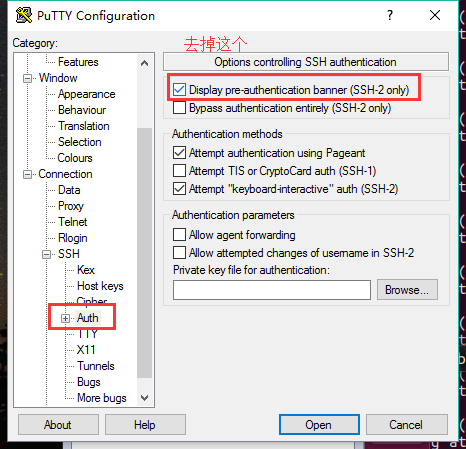 PuTTY Configuration
去掉这个
Category:
Features
Window
Appearance
Behaviour
Translation
Selection
Colours
Connection
Data
Proxy
Telnet
Rlogin
SSH
Kex
Host keys
Cipher
Auth
TTY
X11
Tunnels
Bugs
More bugs
Options controlling SSH authentication
Display pre-authentication banner (SSH-2 only)
Bypass authentication entirely (SSH-2 only)
Authentication methods
Attempt authentication using Pageant
Attempt TIS or CryptoCard auth (SSH-1)
Attempt "keyboard-interactive" auth (SSH-2)
Authentication parameters
Allow agent forwarding
Allow attempted changes of username in SSH-2
Private key file for authentication:
Browse...
About
Help
Open
Cancel